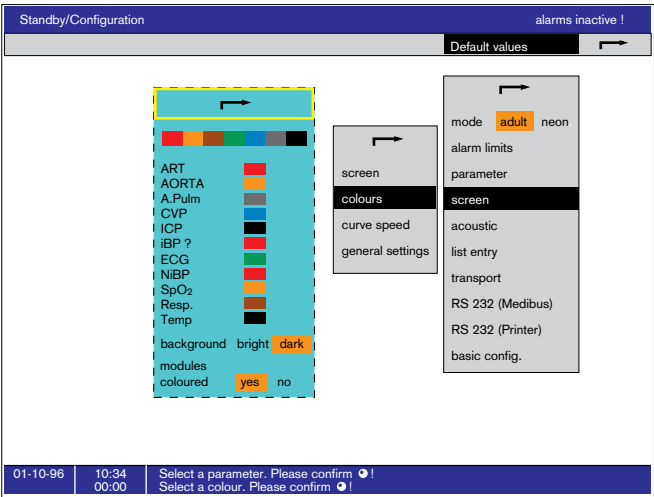 Standby/Configuration
alarms inactive !
Default values
ART
AORTA
A.Pulm
CVP
ICP
iBP ?
ECG
NiBP
SpO2
Resp.
Temp
background bright dark
modules
coloured yes no
screen
colours
curve speed
general settings
mode adult neon
alarm limits
parameter
screen
acoustic
list entry
transport
RS 232 (Medibus)
RS 232 (Printer)
basic config.
01-10-96
10:34
00:00
Select a parameter. Please confirm !
Select a colour. Please confirm !